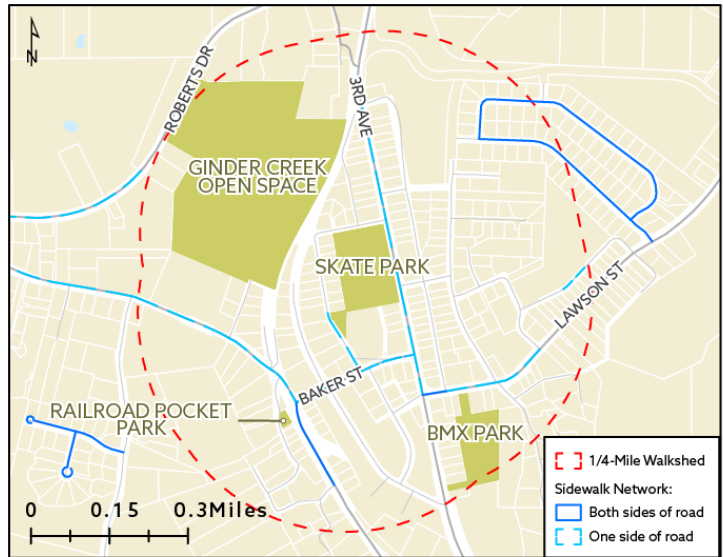 N
ROBERTS DR
3RD AVE
GINDER CREEK
OPEN SPACE
SKATE PARK
LAWSON ST
BAKER ST
RAILROAD POCKET
PARK
BMX PARK
0 0.15 0.3Miles
1/4-Mile Walkshed
Sidewalk Network:
Both sides of road
One side of road